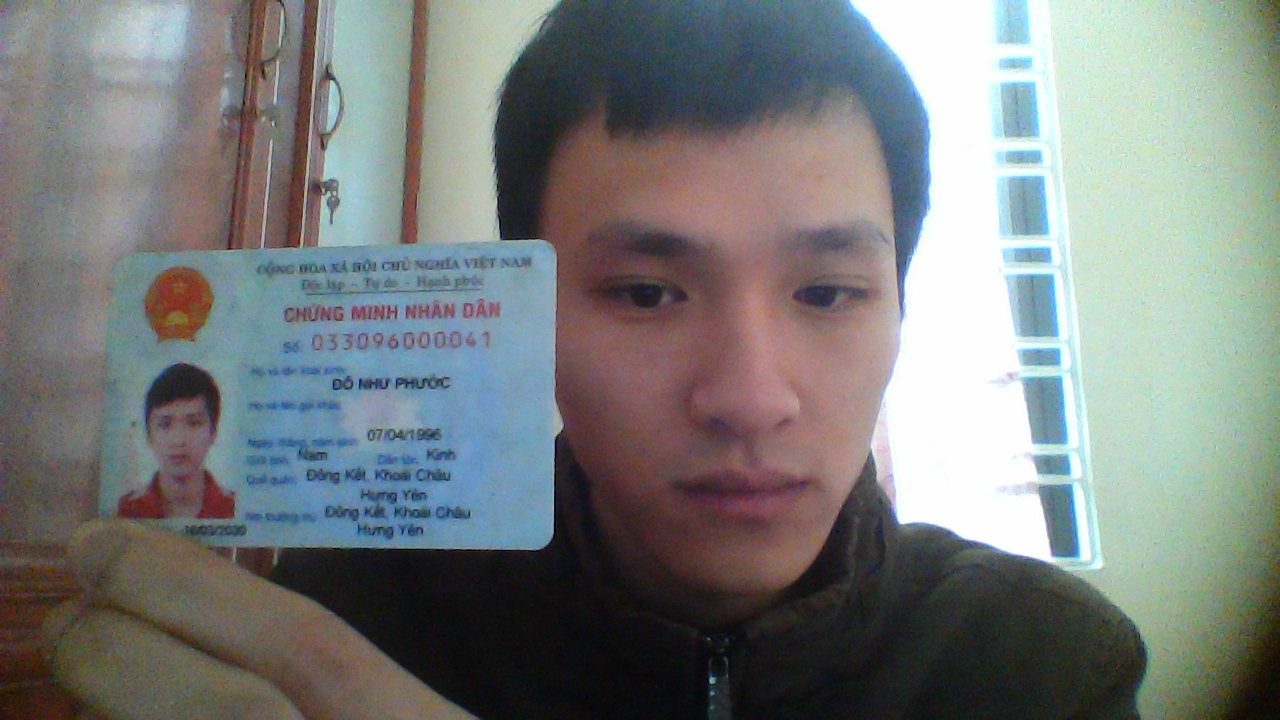 CỘNG HÒA XÃ HỘI CHỦ NGHĨA VIỆT NAM
Độc lập - Tự do - Hạnh phúc
CHỨNG MINH NHÂN DÂN
Số 033096000041
Họ và tên khai sinh:
ĐỖ NHƯ PHƯỚC
Họ và tên gọi khác:
Ngày, tháng, năm sinh: 07/04/1996
Giới tính: Nam Dân tộc: Kinh
Quê quán: Đông Kết, Khoái Châu
Hưng Yên
Nơi thường trú: Đông Kết, Khoái Châu
16/03/2030 Hưng Yên